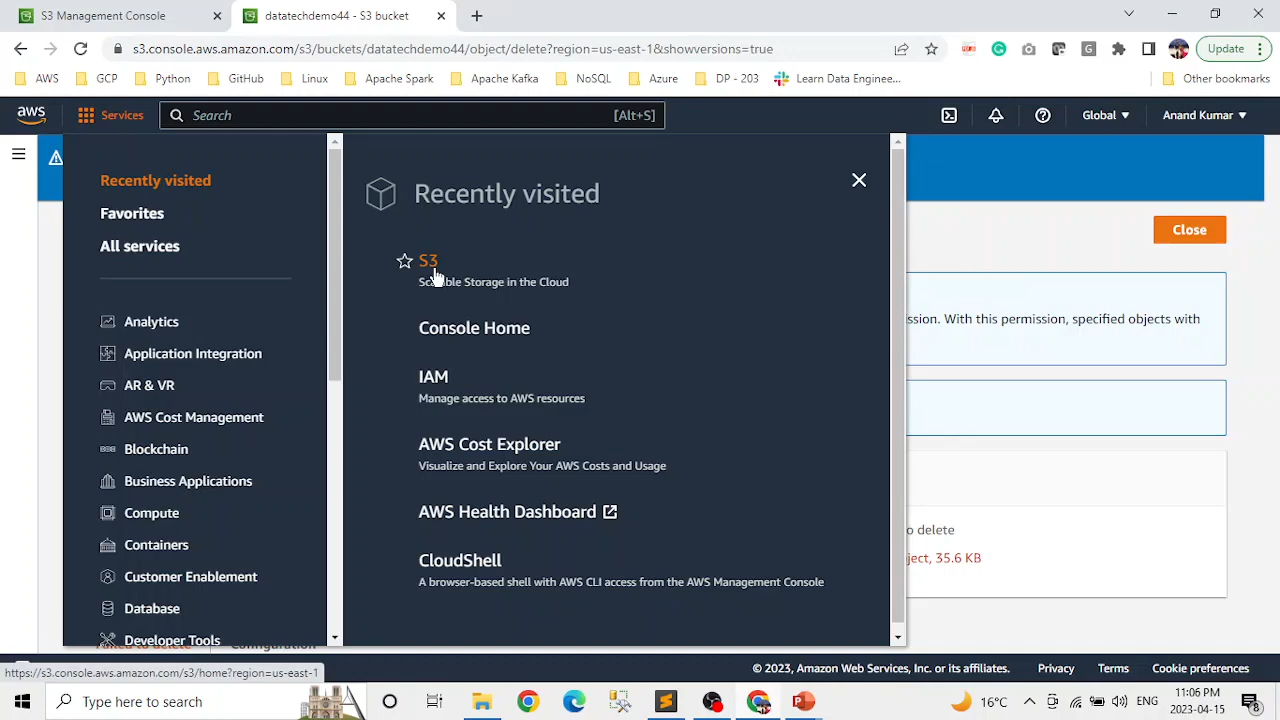 S3 Management Console
datatechdemo44 - S3 bucket
s3.console.aws.amazon.com/s3/buckets/datatechdemo44/object/delete?region=us-east-1&showversions=true
Update
AWS
GCP
Python
GitHub
Linux
Apache Spark
Apache Kafka
NoSQL
Azure
DP - 203
Learn Data Enginee...
Other bookmarks
aws
Services
Search
[Alt+S]
Global
Anand Kumar
Recently visited
Favorites
All services
Analytics
Application Integration
AR & VR
AWS Cost Management
Blockchain
Business Applications
Compute
Containers
Customer Enablement
Database
Developer Tools
Recently visited
S3
Scalable Storage in the Cloud
Console Home
IAM
Manage access to AWS resources
AWS Cost Explorer
Visualize and Explore Your AWS Costs and Usage
AWS Health Dashboard
CloudShell
A browser-based shell with AWS CLI access from the AWS Management Console
Close
ssion. With this permission, specified objects with
o delete
ject, 35.6 KB
Failed to delete
Configuration
https://s3.console.aws.amazon.com/s3/home?region=us-east-1
© 2023, Amazon Web Services, Inc. or its affiliates.
Privacy
Terms
Cookie preferences
Type here to search
16°C
11:06 PM
2023-04-15
8